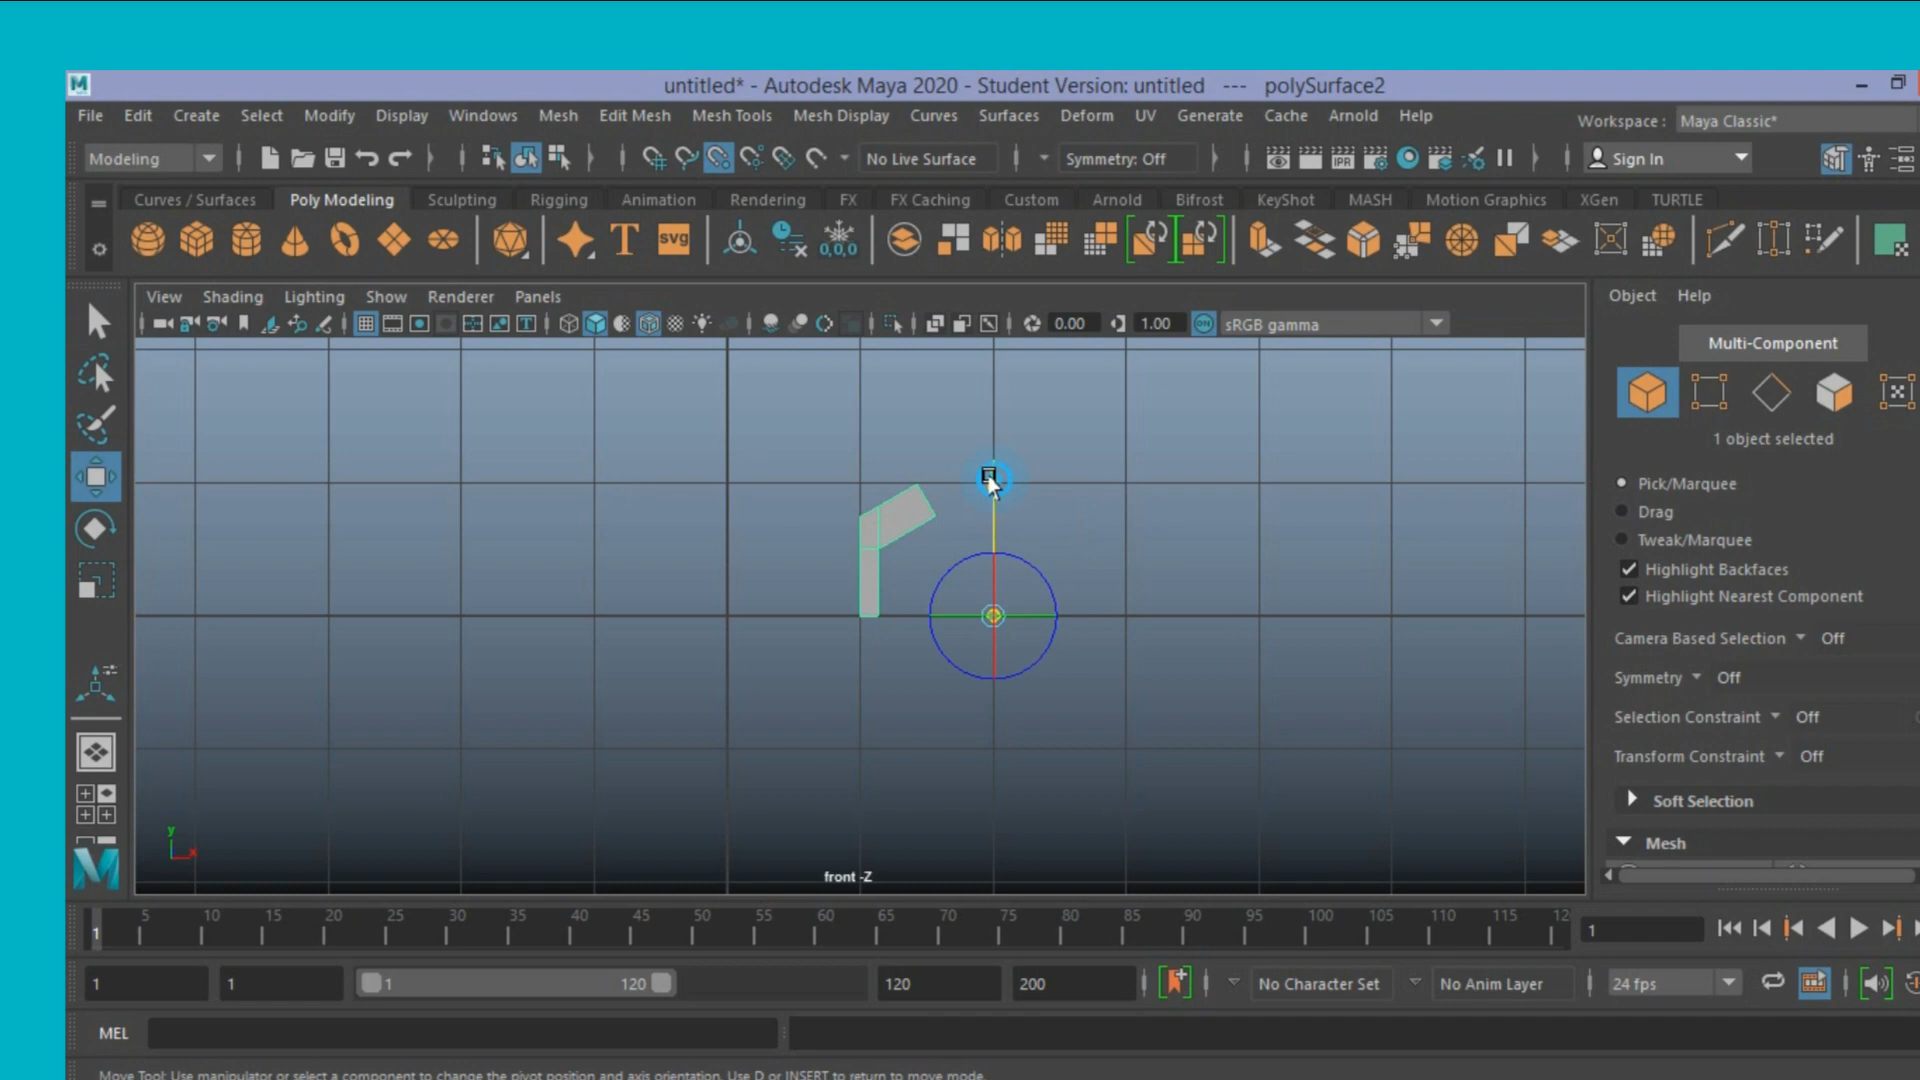 untitled* - Autodesk Maya 2020 - Student Version: untitled --- polySurface2
File Edit Create Select Modify Display Windows Mesh Edit Mesh Mesh Tools Mesh Display Curves Surfaces Deform UV Generate Cache Arnold Help
Workspace : Maya Classic*
Modeling No Live Surface Symmetry: Off Sign In
IPR
Curves / Surfaces Poly Modeling Sculpting Rigging Animation Rendering FX FX Caching Custom Arnold Bifrost KeyShot MASH Motion Graphics XGen TURTLE
T svg 0,0,0
View Shading Lighting Show Renderer Panels
0.00 1.00 ON sRGB gamma
Object Help
Multi-Component
1 object selected
Pick/Marquee
Drag
Tweak/Marquee
Highlight Backfaces
Highlight Nearest Component
Camera Based Selection Off
Symmetry Off
Selection Constraint Off
Transform Constraint Off
Soft Selection
Mesh
y
x
front -Z
5 10 15 20 25 30 35 40 45 50 55 60 65 70 75 80 85 90 95 100 105 110 115 12
1 1
1 1 1 120 120 200 No Character Set No Anim Layer 24 fps
MEL
Move Tool: Use manipulator or select a component to change the pivot position and axis orientation. Use D or INSERT to return to move mode.